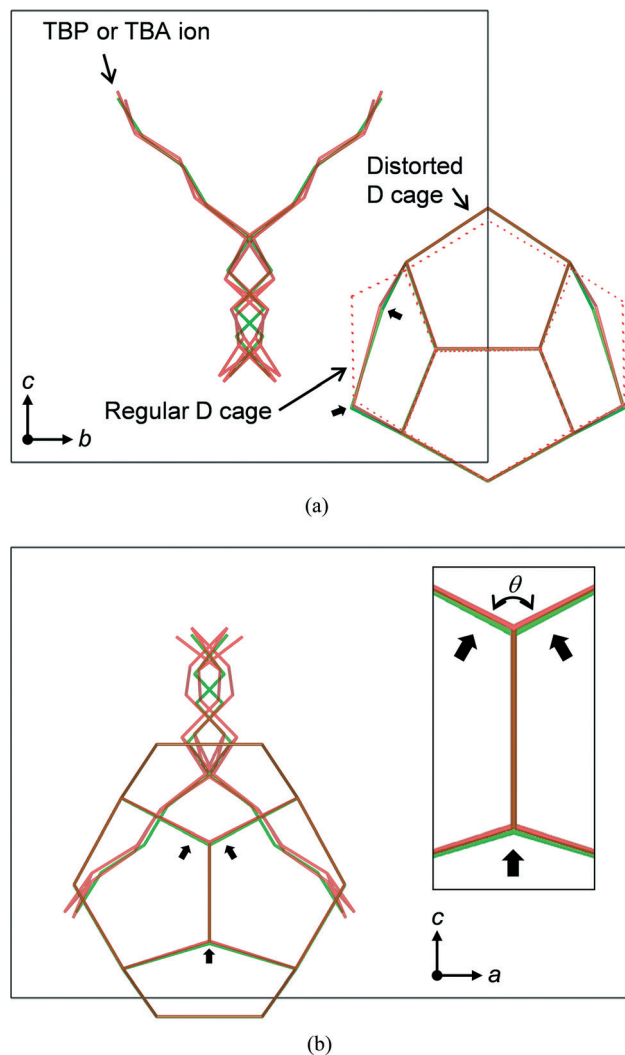 TBP or TBA ion
Distorted
D cage
Regular D cage
c
b
(a)
θ
c
a
(b)